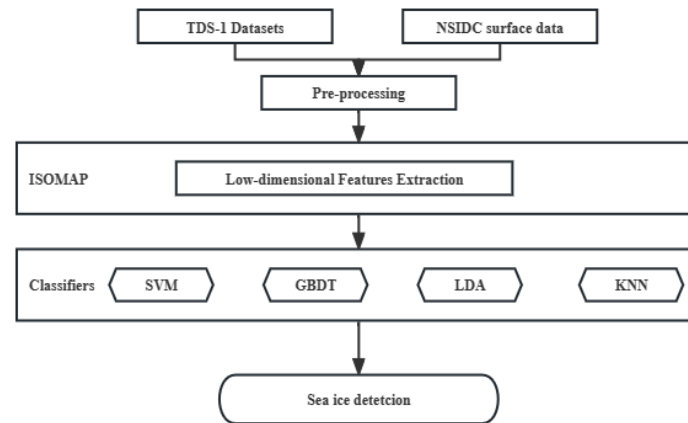 TDS-1 Datasets
NSIDC surface data
Pre-processing
ISOMAP
Low-dimensional Features Extraction
Classifiers
SVM
GBDT
LDA
KNN
Sea ice detetcion